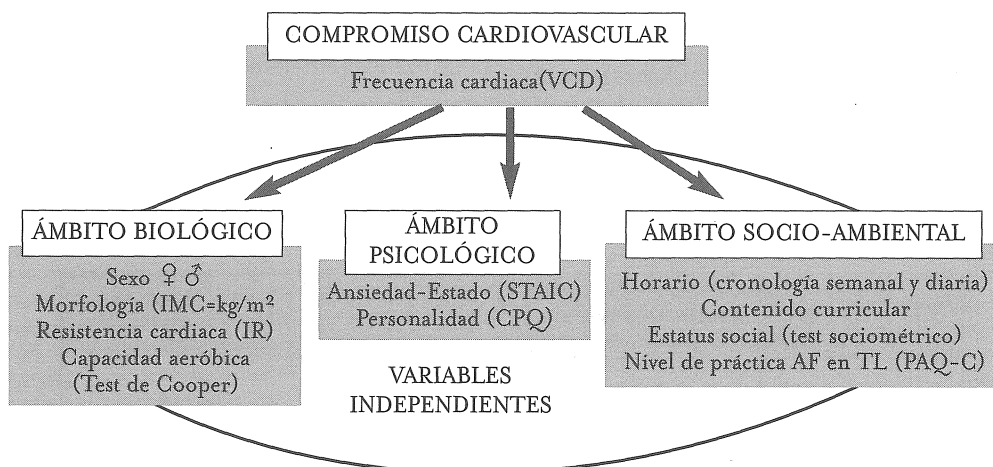 COMPROMISO CARDIOVASCULAR
Frecuencia cardiaca(VCD)
ÁMBITO BIOLÓGICO
Sexo ♀ ♂
Morfología (IMC=kg/m²
Resistencia cardiaca (IR)
Capacidad aeróbica
(Test de Cooper)
ÁMBITO
PSICOLÓGICO
Ansiedad-Estado (STAIC)
Personalidad (CPQ)
VARIABLES
INDEPENDIENTES
ÁMBITO SOCIO-AMBIENTAL
Horario (cronología semanal y diaria)
Contenido curricular
Estatus social (test sociométrico)
Nivel de práctica AF en TL (PAQ-C)